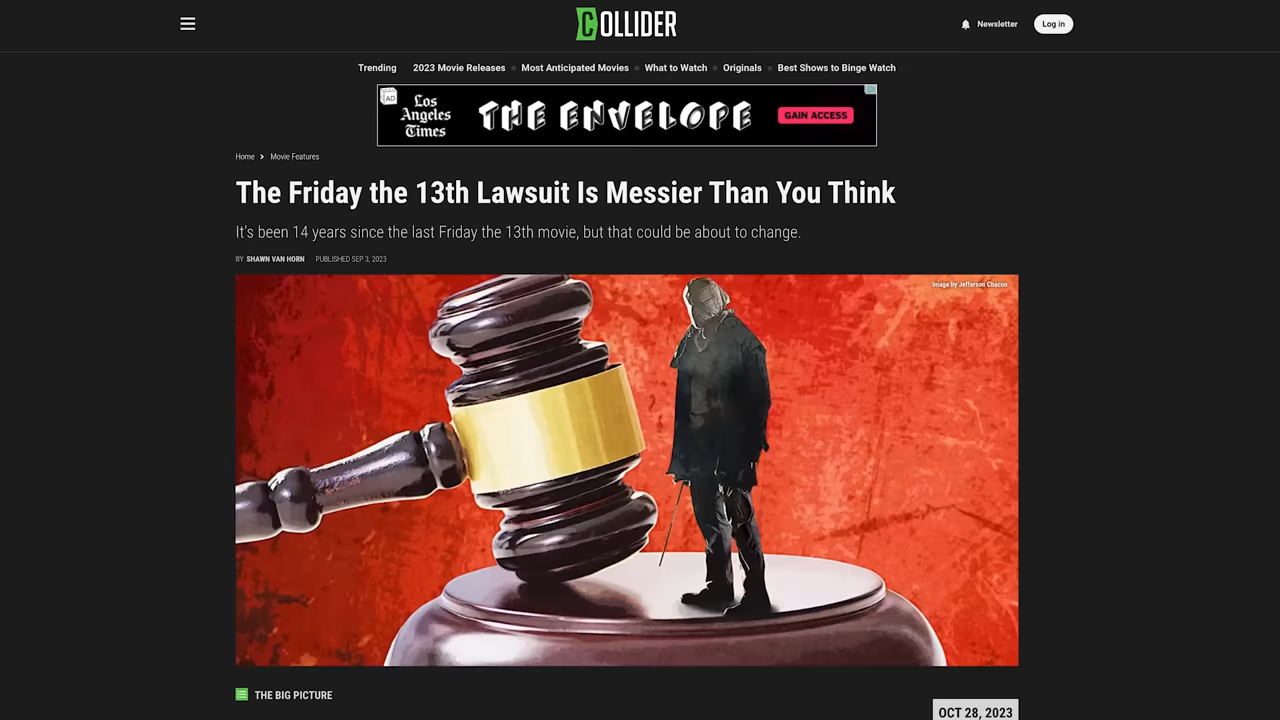 COLLIDER
Newsletter
Log in
Trending 2023 Movie Releases Most Anticipated Movies What to Watch Originals Best Shows to Binge Watch
AD
Los Angeles Times
THE ENVELOPE
GAIN ACCESS
Home > Movie Features
The Friday the 13th Lawsuit Is Messier Than You Think
It's been 14 years since the last Friday the 13th movie, but that could be about to change.
BY SHAWN VAN HORN PUBLISHED SEP 3, 2023
Image by Jefferson Chacon
THE BIG PICTURE
OCT 28, 2023